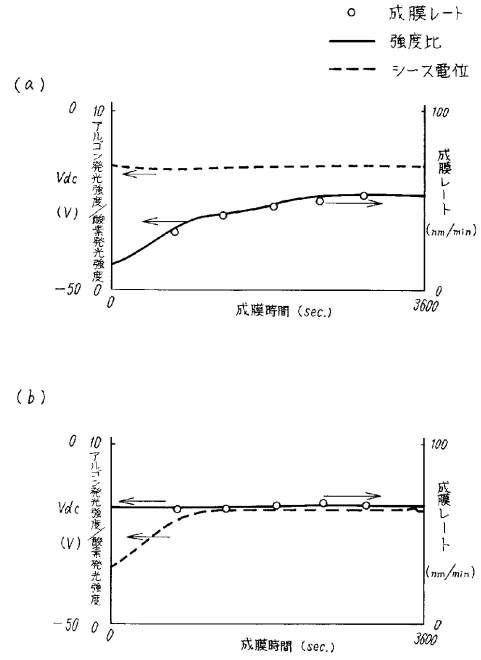 成膜レート
強度比
シース電位
(a)
0
10
100
Vdc
(V)
アルゴン発光強度/酸素発光強度
成膜レート
(nm/min)
-50
0
0
0
3600
成膜時間 (sec.)
(b)
0
10
100
Vdc
(V)
アルゴン発光強度/酸素発光強度
成膜レート
(nm/min)
-50
0
0
0
3600
成膜時間 (sec.)